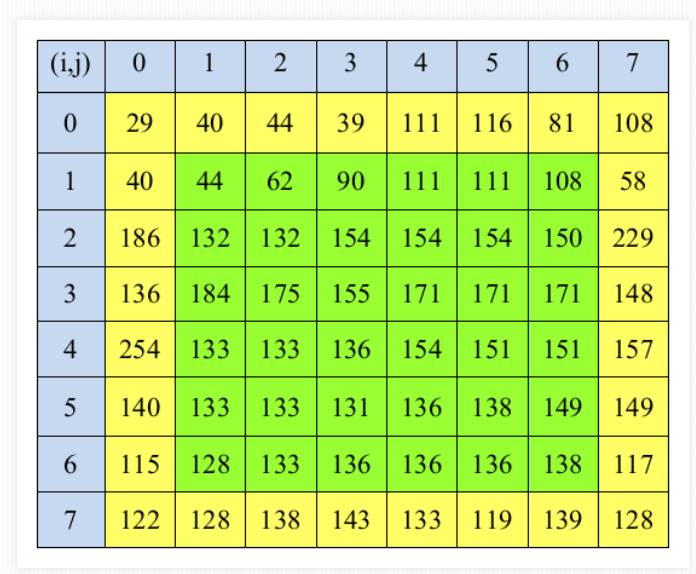 (i,j) 0 1 2 3 4 5 6 7
0 29 40 44 39 111 116 81 108
1 40 44 62 90 111 111 108 58
2 186 132 132 154 154 154 150 229
3 136 184 175 155 171 171 171 148
4 254 133 133 136 154 151 151 157
5 140 133 133 131 136 138 149 149
6 115 128 133 136 136 136 138 117
7 122 128 138 143 133 119 139 128